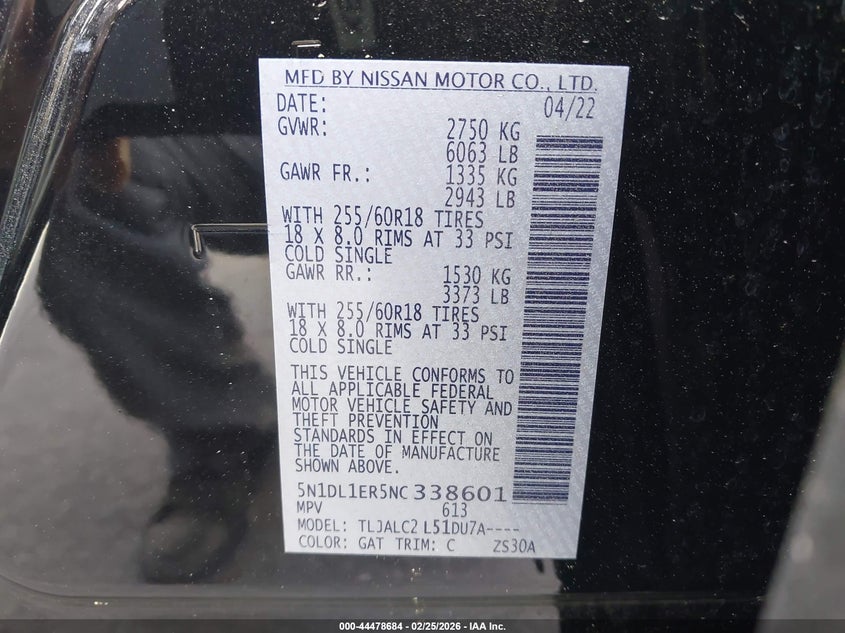 MFD BY NISSAN MOTOR CO., LTD.
DATE: 04/22
GVWR: 2750 KG
6063 LB
GAWR FR.: 1335 KG
2943 LB
WITH 255/60R18 TIRES
18 X 8.0 RIMS AT 33 PSI
COLD SINGLE
GAWR RR.: 1530 KG
3373 LB
WITH 255/60R18 TIRES
18 X 8.0 RIMS AT 33 PSI
COLD SINGLE
THIS VEHICLE CONFORMS TO
ALL APPLICABLE FEDERAL
MOTOR VEHICLE SAFETY AND
THEFT PREVENTION
STANDARDS IN EFFECT ON
THE DATE OF MANUFACTURE
SHOWN ABOVE.
5N1DL1ER5NC338601
MPV 613
MODEL: TLJALC2 L51DU7A----
COLOR: GAT TRIM: C ZS30A
000-44478684 - 02/25/2026 - IAA Inc.